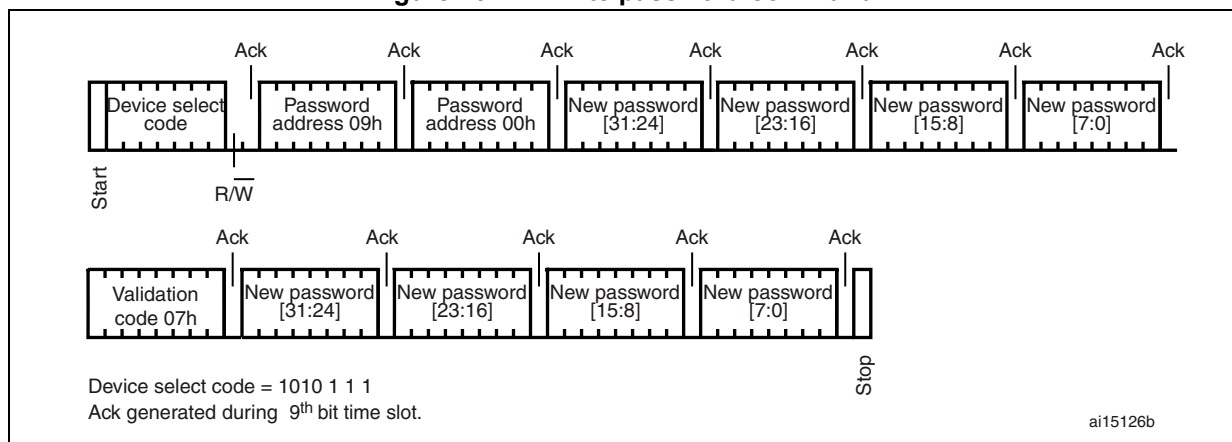 Ack Ack Ack Ack Ack Ack Ack
Device select
code
Password
address 09h
Password
address 00h
New password
[31:24]
New password
[23:16]
New password
[15:8]
New password
[7:0]
Start
R/W
Ack Ack Ack Ack Ack
Validation
code 07h
New password
[31:24]
New password
[23:16]
New password
[15:8]
New password
[7:0]
Stop
Device select code = 1010 1 1 1
Ack generated during 9th bit time slot.
ai15126b